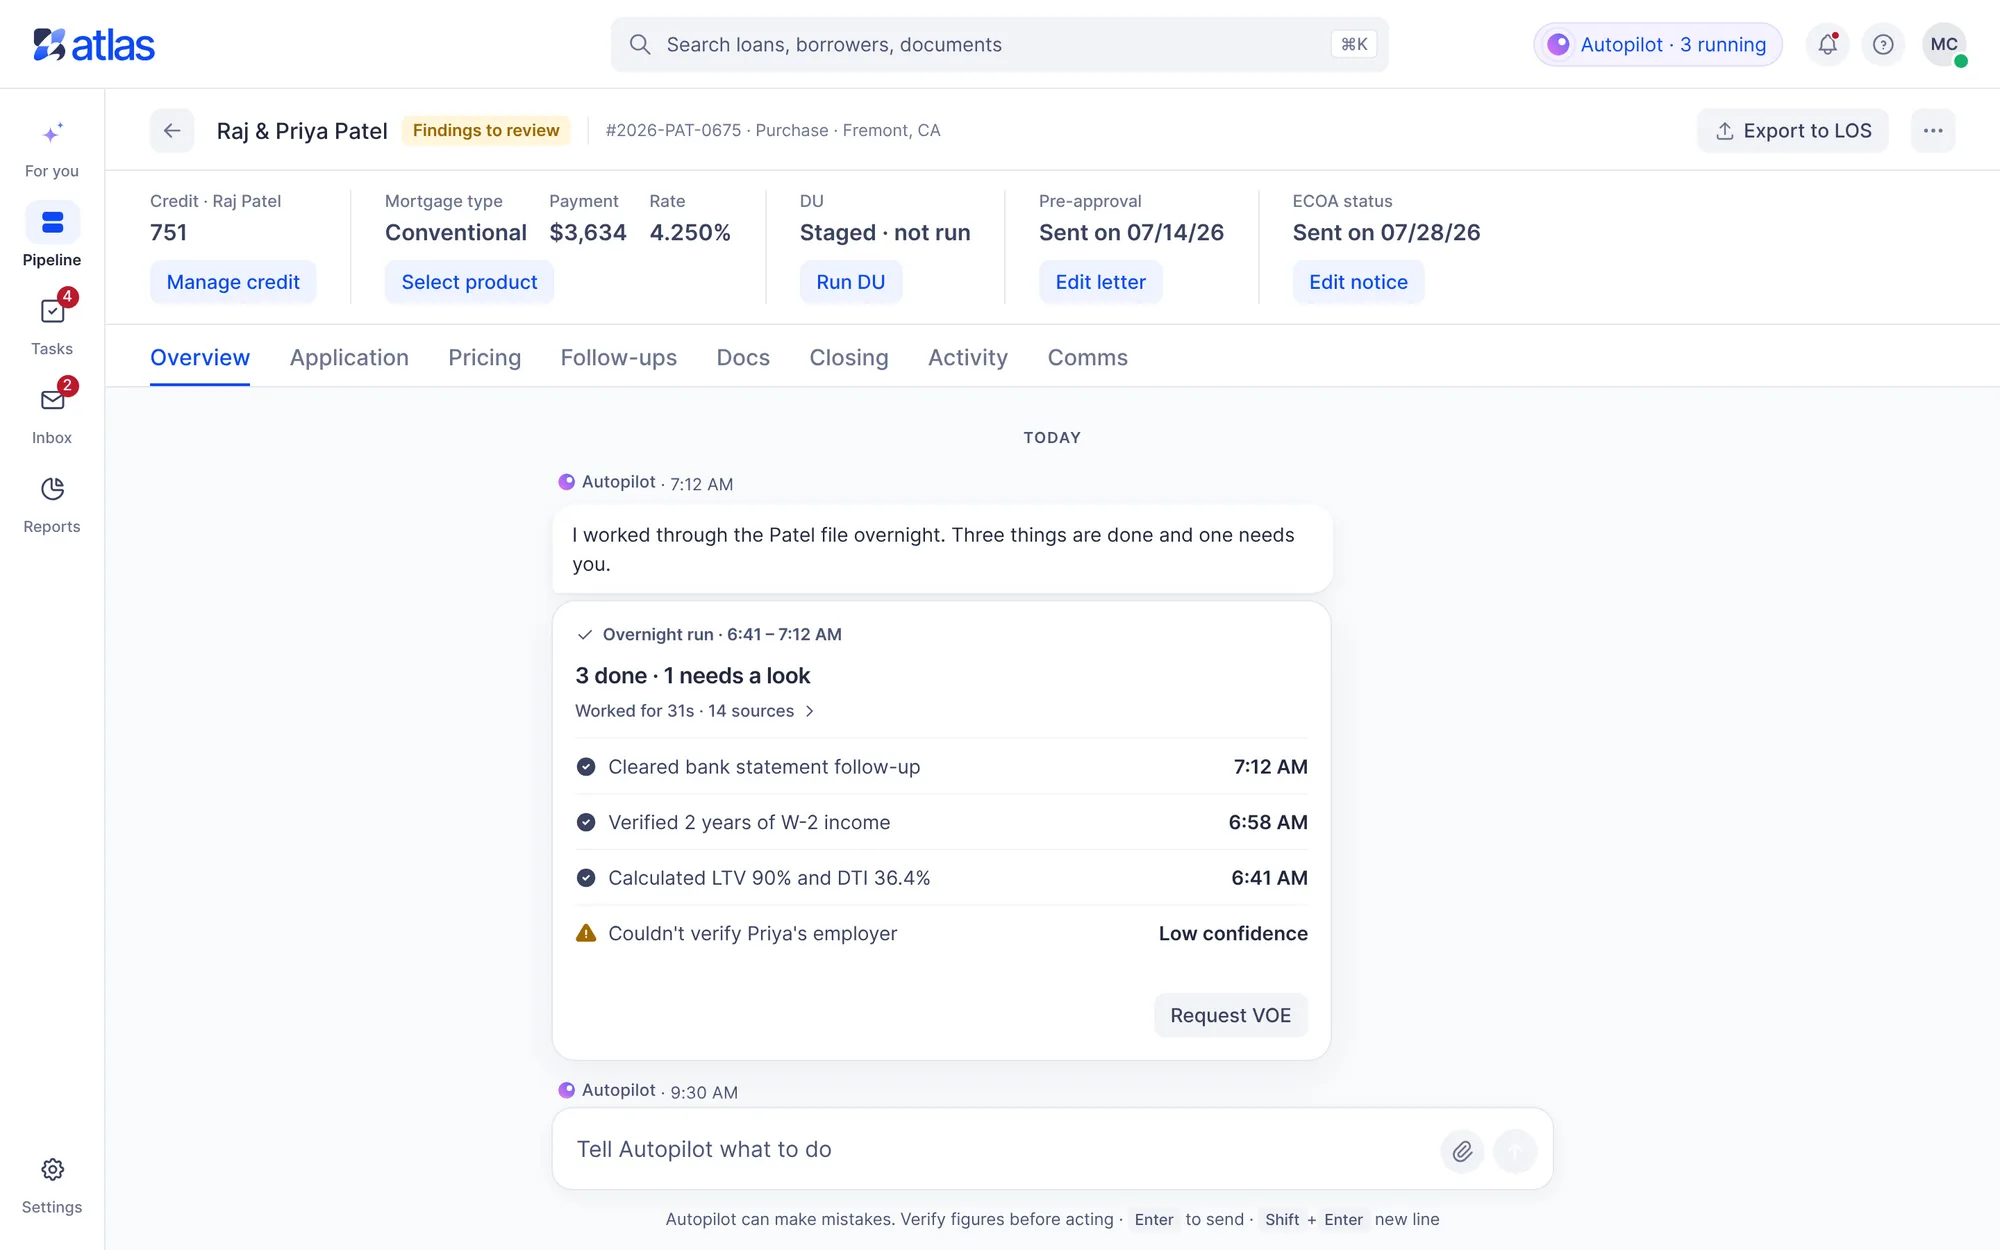 atlas
Search loans, borrowers, documents
⌘K
Autopilot · 3 running
MC
For you
Pipeline
4
Tasks
2
Inbox
Reports
Settings
Raj & Priya Patel
Findings to review
#2026-PAT-0675 · Purchase · Fremont, CA
Export to LOS
Credit · Raj Patel
751
Manage credit
Mortgage type
Conventional
Payment
$3,634
Rate
4.250%
Select product
DU
Staged · not run
Run DU
Pre-approval
Sent on 07/14/26
Edit letter
ECOA status
Sent on 07/28/26
Edit notice
Overview
Application
Pricing
Follow-ups
Docs
Closing
Activity
Comms
TODAY
Autopilot · 7:12 AM
I worked through the Patel file overnight. Three things are done and one needs
you.
Overnight run · 6:41 – 7:12 AM
3 done · 1 needs a look
Worked for 31s · 14 sources
Cleared bank statement follow-up 7:12 AM
Verified 2 years of W-2 income 6:58 AM
Calculated LTV 90% and DTI 36.4% 6:41 AM
Couldn't verify Priya's employer Low confidence
Request VOE
Autopilot · 9:30 AM
Tell Autopilot what to do
Autopilot can make mistakes. Verify figures before acting · Enter to send · Shift + Enter new line